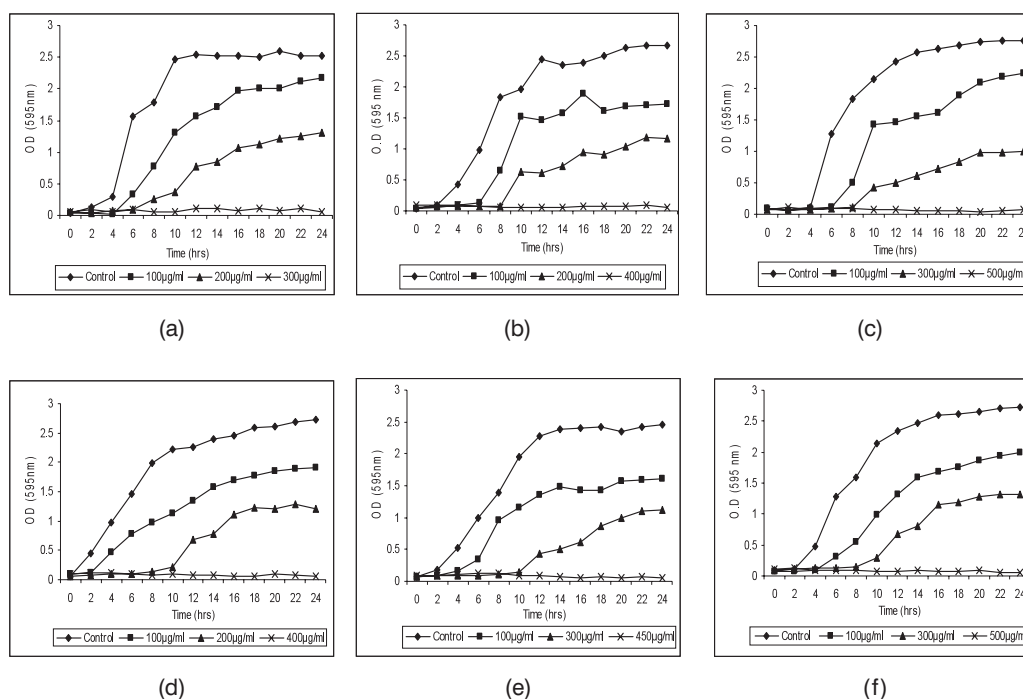 3
2.5
2
1.5
1
0.5
0
O.D (595nm)
0 2 4 6 8 10 12 14 16 18 20 22 24
Time (hrs)
Control 100µg/ml 200µg/ml 300µg/ml
(a)
3
2.5
2
1.5
1
0.5
0
O.D (595nm)
0 2 4 6 8 10 12 14 16 18 20 22 24
Time (hrs)
Control 100µg/ml 200µg/ml 400µg/ml
(b)
3
2.5
2
1.5
1
0.5
0
O.D (595nm)
0 2 4 6 8 10 12 14 16 18 20 22 24
Time (hrs)
Control 100µg/ml 300µg/ml 500µg/ml
(c)
3
2.5
2
1.5
1
0.5
0
O.D (595nm)
0 2 4 6 8 10 12 14 16 18 20 22 24
Time (hrs)
Control 100µg/ml 200µg/ml 400µg/ml
(d)
3
2.5
2
1.5
1
0.5
0
O.D (595nm)
0 2 4 6 8 10 12 14 16 18 20 22 24
Time (hrs)
Control 100µg/ml 300µg/ml 450µg/ml
(e)
3
2.5
2
1.5
1
0.5
0
O.D (595 nm)
0 2 4 6 8 10 12 14 16 18 20 22 24
Time (hrs)
Control 100µg/ml 300µg/ml 500µg/ml
(f)